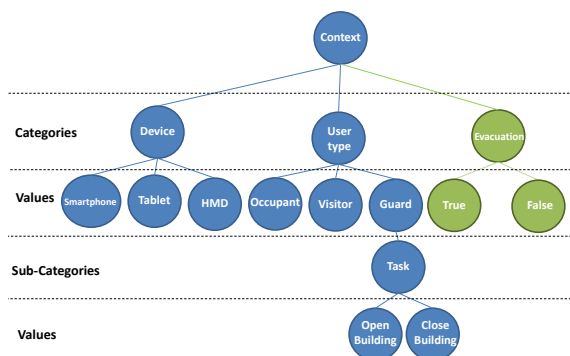 Context
Categories
Device
User
type
Evacuation
Values
Smartphone
Tablet
HMD
Occupant
Visitor
Guard
True
False
Sub-Categories
Task
Values
Open
Building
Close
Building